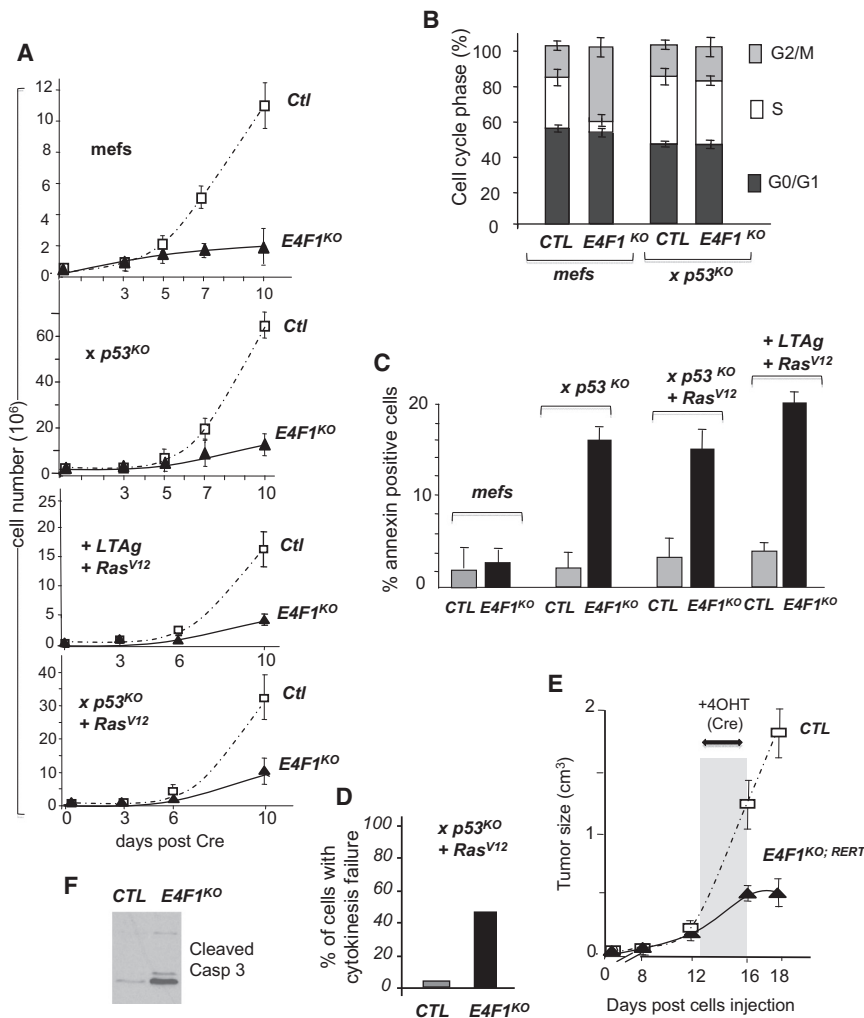 A
cell number (10⁶)
12
10
8
6
4
2
0
mefs
Ctl
E4F1ᴷᴼ
3 5 7 10
60
40
20
0
x p53ᴷᴼ
Ctl
E4F1ᴷᴼ
3 5 7 10
25
20
15
10
5
0
+ LTAg
+ Rasⱽ¹²
Ctl
E4F1ᴷᴼ
0 3 6 10
40
30
20
10
0
x p53ᴷᴼ
+ Rasⱽ¹²
Ctl
E4F1ᴷᴼ
0 3 6 10
days post Cre
B
Cell cycle phase (%)
100
80
60
40
20
0
G2/M
S
G0/G1
CTL E4F1 ᴷᴼ CTL E4F1 ᴷᴼ
mefs x p53ᴷᴼ
C
% annexin positive cells
20
10
0
mefs
x p53 ᴷᴼ
x p53 ᴷᴼ
+ Rasⱽ¹²
+ LTAg
+ Rasⱽ¹²
CTL E4F1ᴷᴼ CTL E4F1ᴷᴼ CTL E4F1ᴷᴼ CTL E4F1ᴷᴼ
D
% of cells with
cytokinesis failure
100
80
60
40
20
0
x p53ᴷᴼ
+ Rasⱽ¹²
CTL E4F1ᴷᴼ
E
Tumor size (cm³)
2
1
0
+4OHT
(Cre)
CTL
E4F1ᴷᴼ; ᴿᴱᴿᵀ
0 8 12 16 18
Days post cells injection
F
CTL E4F1ᴷᴼ
Cleaved
Casp 3